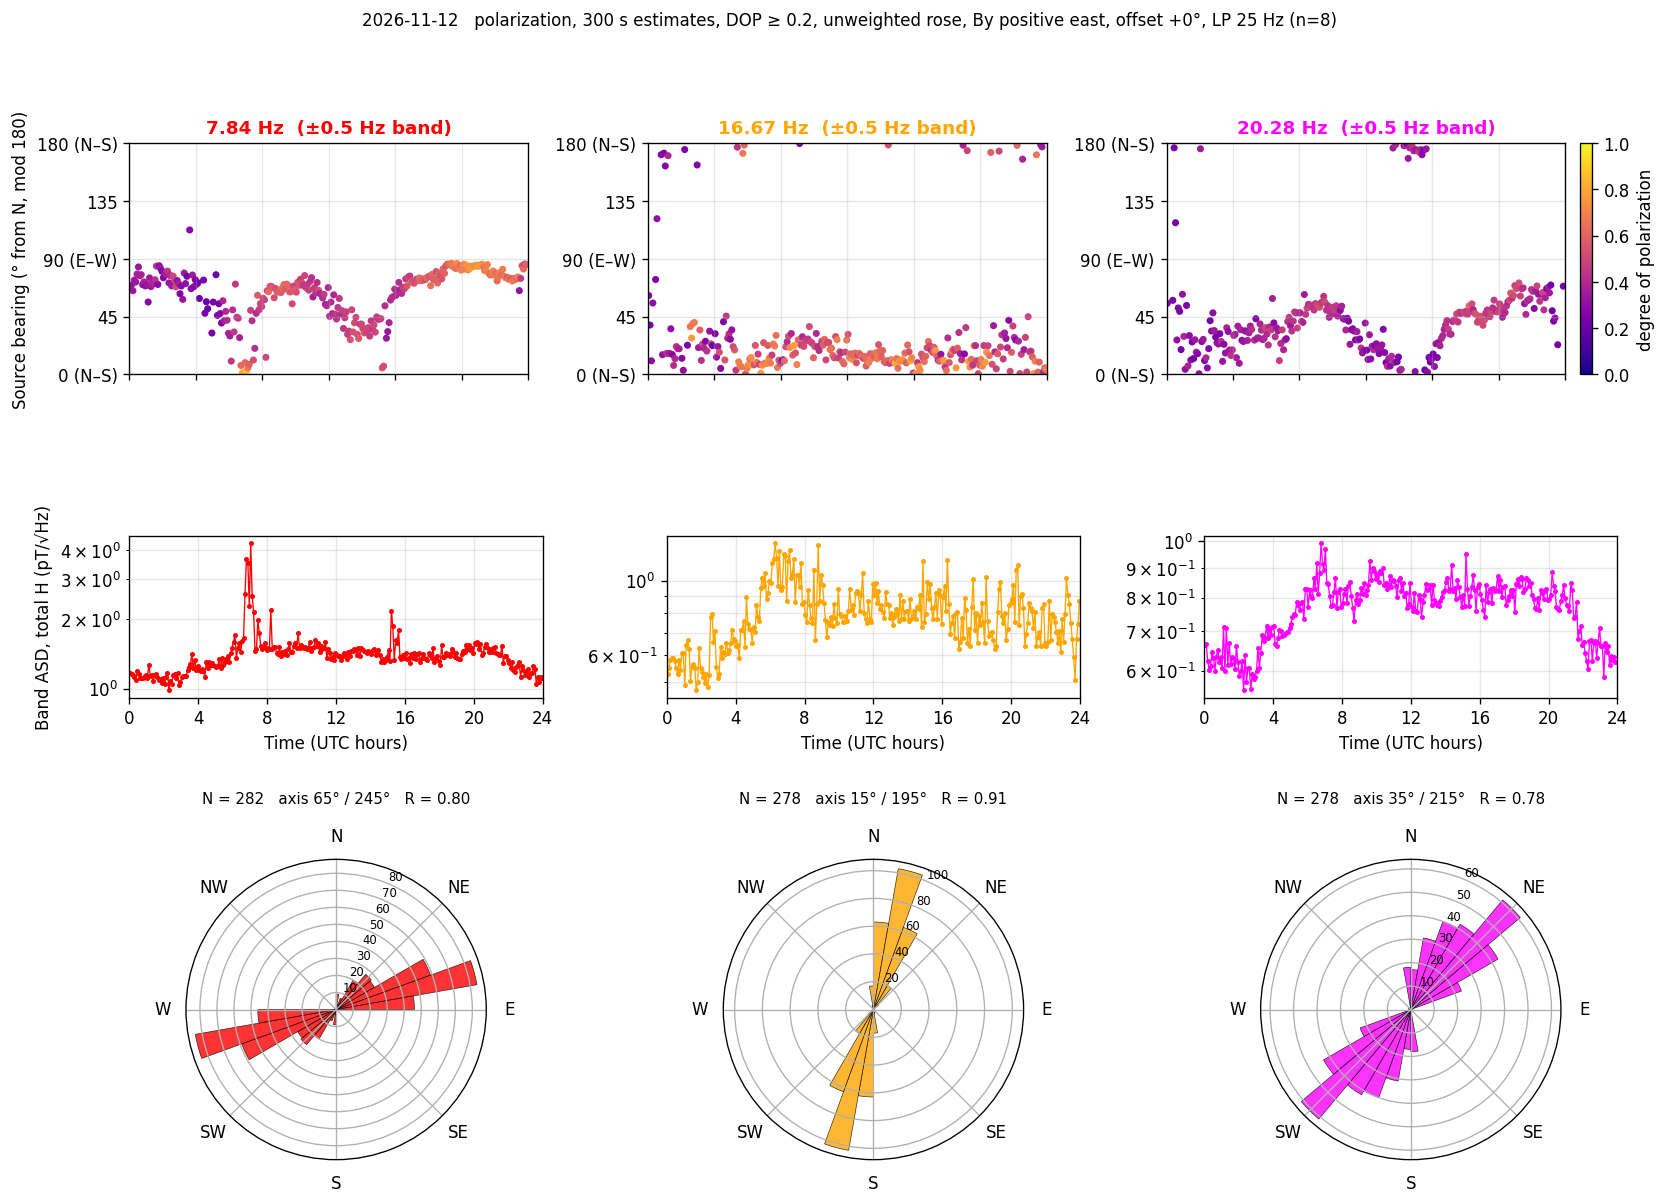 2026-11-12   polarization, 300 s estimates, DOP ≥ 0.2, unweighted rose, By positive east, offset +0°, LP 25 Hz (n=8)
7.84 Hz  (±0.5 Hz band)
16.67 Hz  (±0.5 Hz band)
20.28 Hz  (±0.5 Hz band)
Source bearing (° from N, mod 180)
180 (N–S)
135
90 (E–W)
45
0 (N–S)
180 (N–S)
135
90 (E–W)
45
0 (N–S)
180 (N–S)
135
90 (E–W)
45
0 (N–S)
1.0
0.8
0.6
0.4
0.2
0.0
degree of polarization
Band ASD, total H (pT/√Hz)
4 × 10⁰
3 × 10⁰
2 × 10⁰
10⁰
0 4 8 12 16 20 24
Time (UTC hours)
10⁰
6 × 10⁻¹
0 4 8 12 16 20 24
Time (UTC hours)
10⁰
9 × 10⁻¹
8 × 10⁻¹
7 × 10⁻¹
6 × 10⁻¹
0 4 8 12 16 20 24
Time (UTC hours)
N = 282   axis 65° / 245°   R = 0.80
N
NW
NE
W
E
SW
SE
S
80
70
60
50
40
30
20
10
N = 278   axis 15° / 195°   R = 0.91
N
NW
NE
W
E
SW
SE
S
100
80
60
40
20
N = 278   axis 35° / 215°   R = 0.78
N
NW
NE
W
E
SW
SE
S
60
50
40
30
20
10